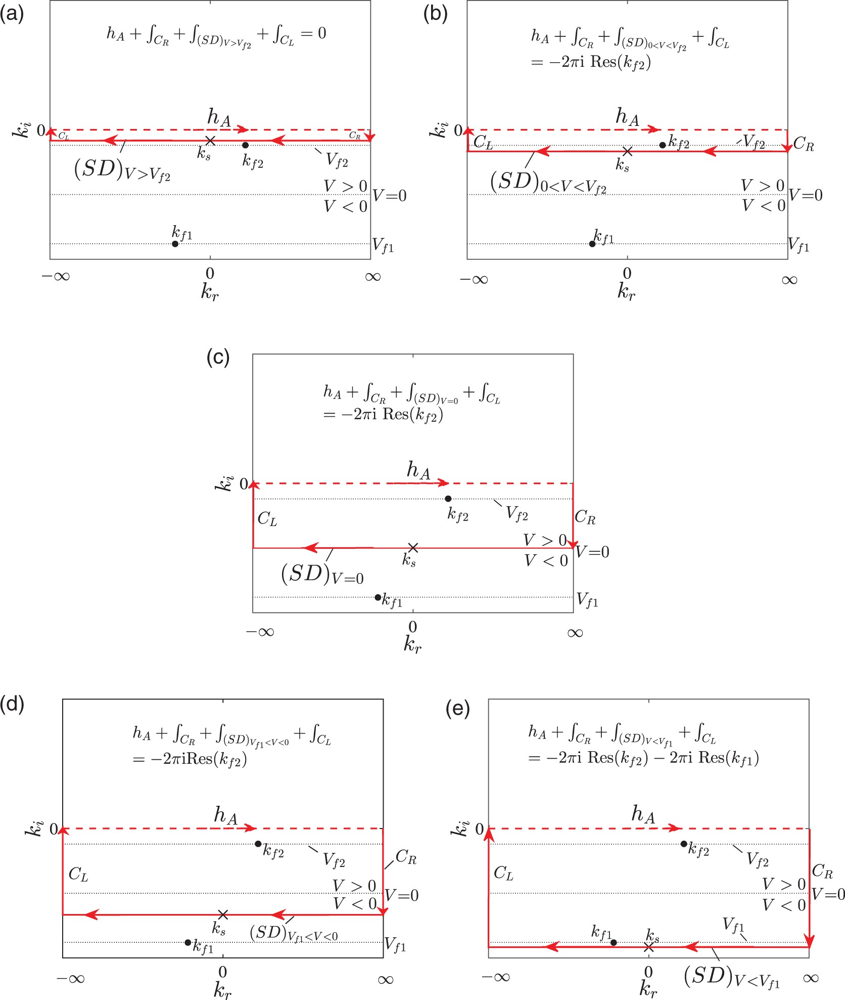 (a)
h_A + ∫_{C_R} + ∫_{(SD)_{V>V_{f2}}} + ∫_{C_L} = 0
h_A
k_i
0
C_L
C_R
k_s
k_{f2}
V_{f2}
(SD)_{V>V_{f2}}
V > 0
V=0
V < 0
k_{f1}
V_{f1}
−∞
0
∞
k_r
(b)
h_A + ∫_{C_R} + ∫_{(SD)_{0<V<V_{f2}}} + ∫_{C_L}
= −2πi Res(k_{f2})
h_A
k_i
0
C_L
k_{f2}
V_{f2}
C_R
k_s
(SD)_{0<V<V_{f2}}
V > 0
V=0
V < 0
k_{f1}
V_{f1}
−∞
0
∞
k_r
(c)
h_A + ∫_{C_R} + ∫_{(SD)_{V=0}} + ∫_{C_L}
= −2πi Res(k_{f2})
h_A
k_i
0
k_{f2}
V_{f2}
C_L
C_R
V > 0
V=0
k_s
V < 0
(SD)_{V=0}
k_{f1}
V_{f1}
−∞
0
∞
k_r
(d)
h_A + ∫_{C_R} + ∫_{(SD)_{V_{f1}<V<0}} + ∫_{C_L}
= −2πiRes(k_{f2})
h_A
k_i
0
k_{f2}
V_{f2}
C_R
C_L
V > 0
V=0
V < 0
k_s
(SD)_{V_{f1}<V<0}
k_{f1}
V_{f1}
−∞
0
∞
k_r
(e)
h_A + ∫_{C_R} + ∫_{(SD)_{V<V_{f1}}} + ∫_{C_L}
= −2πi Res(k_{f2}) − 2πi Res(k_{f1})
h_A
k_i
0
k_{f2}
V_{f2}
C_L
C_R
V > 0
V=0
V < 0
V_{f1}
k_{f1}
k_s
(SD)_{V<V_{f1}}
−∞
0
∞
k_r